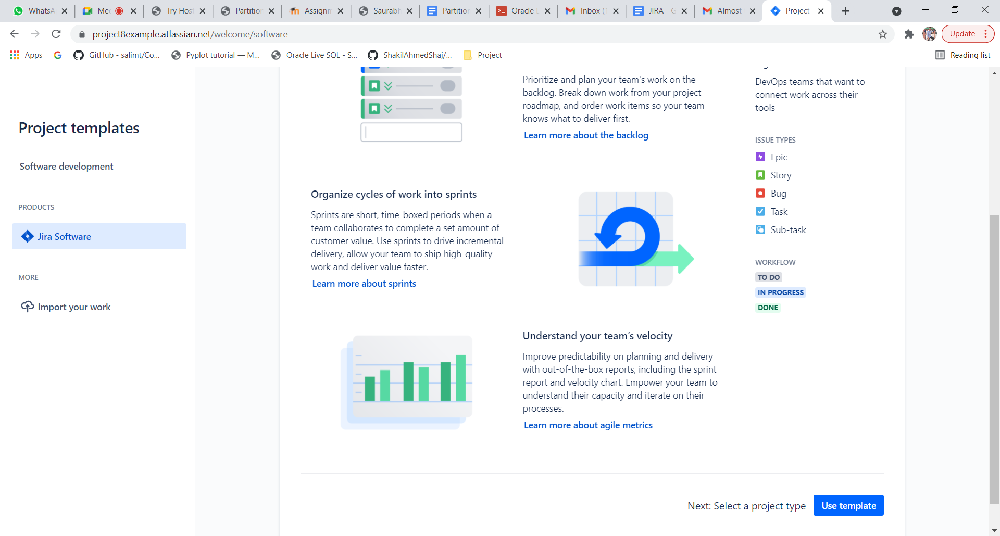 WhatsA
Mee
Try Host
Partition
Assignm
Saurabh
Partition
Oracle L
Inbox (1
JIRA - G
Almost
Project
project8example.atlassian.net/welcome/software
Update
Apps
GitHub - salimt/Co...
Pyplot tutorial — M...
Oracle Live SQL - S...
ShakilAhmedShaj/...
Project
Reading list
Project templates
Software development
PRODUCTS
Jira Software
MORE
Import your work
Prioritize and plan your team's work on the
backlog. Break down work from your project
roadmap, and order work items so your team
knows what to deliver first.
Learn more about the backlog
Organize cycles of work into sprints
Sprints are short, time-boxed periods when a
team collaborates to complete a set amount of
customer value. Use sprints to drive incremental
delivery, allow your team to ship high-quality
work and deliver value faster.
Learn more about sprints
Understand your team’s velocity
Improve predictability on planning and delivery
with out-of-the-box reports, including the sprint
report and velocity chart. Empower your team to
understand their capacity and iterate on their
processes.
Learn more about agile metrics
DevOps teams that want to
connect work across their
tools
ISSUE TYPES
Epic
Story
Bug
Task
Sub-task
WORKFLOW
TO DO
IN PROGRESS
DONE
Next: Select a project type
Use template